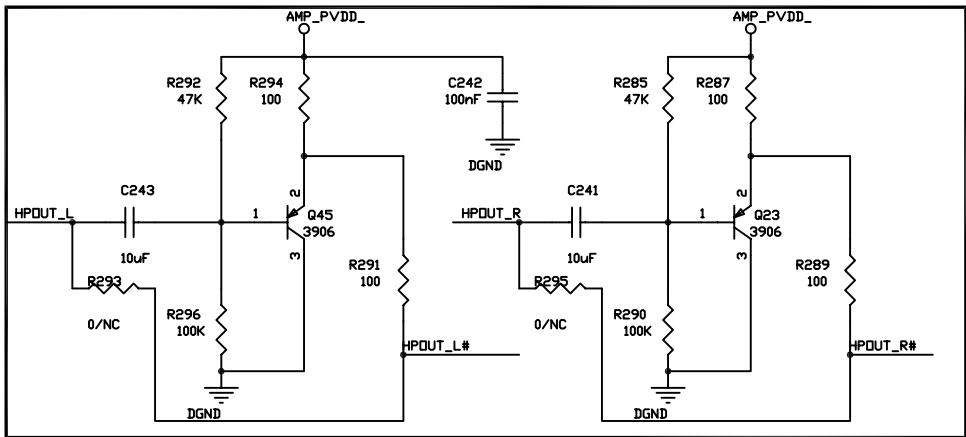 AMP_PVDD_
R292
47K
R294
100
C242
100nF
DGND
C243
HPOUT_L
1
2
Q45
3906
3
10uF
R293
0/NC
R291
100
R296
100K
HPOUT_L#
DGND
AMP_PVDD_
R285
47K
R287
100
C241
HPOUT_R
1
2
Q23
3906
3
10uF
R295
0/NC
R289
100
R290
100K
HPOUT_R#
DGND